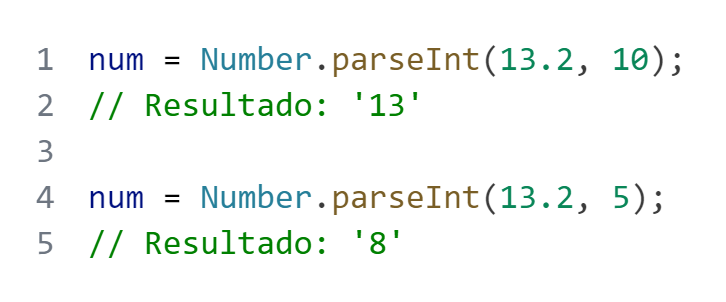 1 num = Number.parseInt(13.2, 10);
2 // Resultado: '13'
3
4 num = Number.parseInt(13.2, 5);
5 // Resultado: '8'